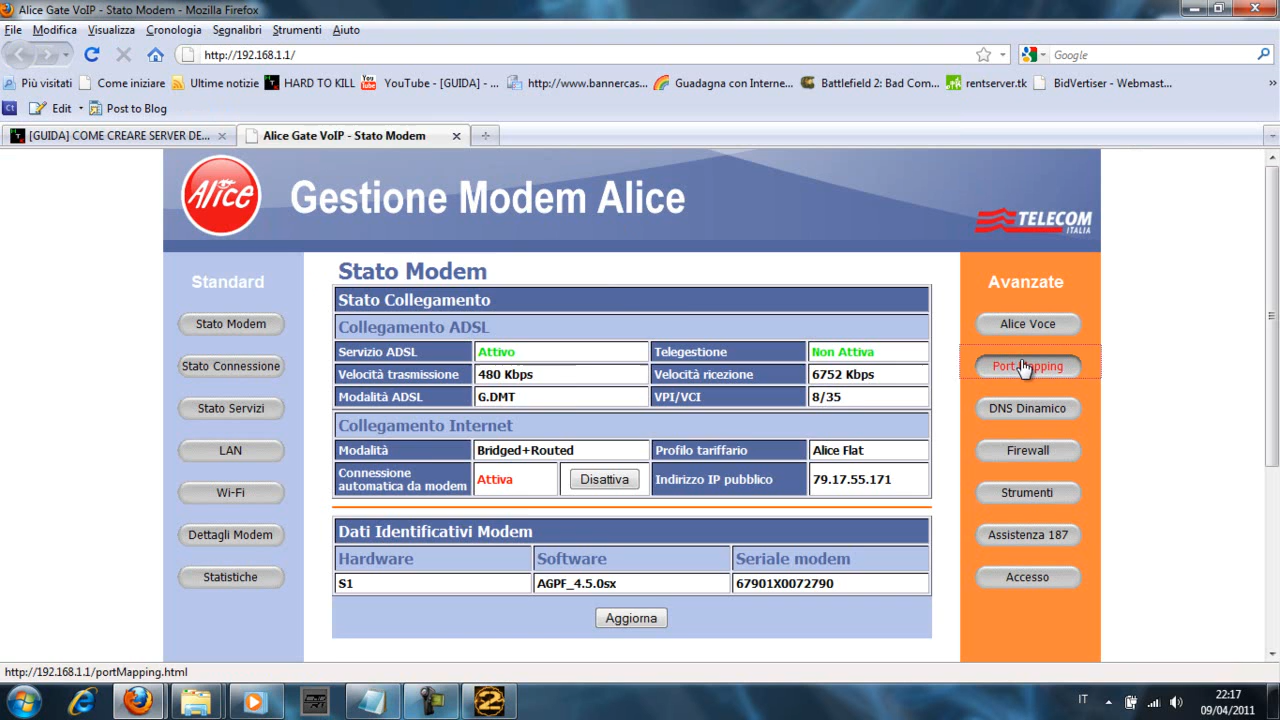 Alice Gate VoIP - Stato Modem - Mozilla Firefox
File Modifica Visualizza Cronologia Segnalibri Strumenti Aiuto
http://192.168.1.1/
Google
Più visitati Come iniziare Ultime notizie HARD TO KILL YouTube - [GUIDA] - ... http://www.bannercas... Guadagna con Interne... Battlefield 2: Bad Com... rentserver.tk BidVertiser - Webmast... »
Ct Edit Post to Blog
[GUIDA] COME CREARE SERVER DE... Alice Gate VoIP - Stato Modem
Alice
Gestione Modem Alice
TELECOM
ITALIA
Standard
Stato Modem
Stato Connessione
Stato Servizi
LAN
Wi-Fi
Dettagli Modem
Statistiche
Stato Modem
Stato Collegamento
Collegamento ADSL
Servizio ADSL Attivo Telegestione Non Attiva
Velocità trasmissione 480 Kbps Velocità ricezione 6752 Kbps
Modalità ADSL G.DMT VPI/VCI 8/35
Collegamento Internet
Modalità Bridged+Routed Profilo tariffario Alice Flat
Connessione
automatica da modem Attiva Disattiva Indirizzo IP pubblico 79.17.55.171
Dati Identificativi Modem
Hardware Software Seriale modem
S1 AGPF_4.5.0sx 67901X0072790
Aggiorna
Avanzate
Alice Voce
Port Mapping
DNS Dinamico
Firewall
Strumenti
Assistenza 187
Accesso
http://192.168.1.1/portMapping.html
IT
22:17
09/04/2011